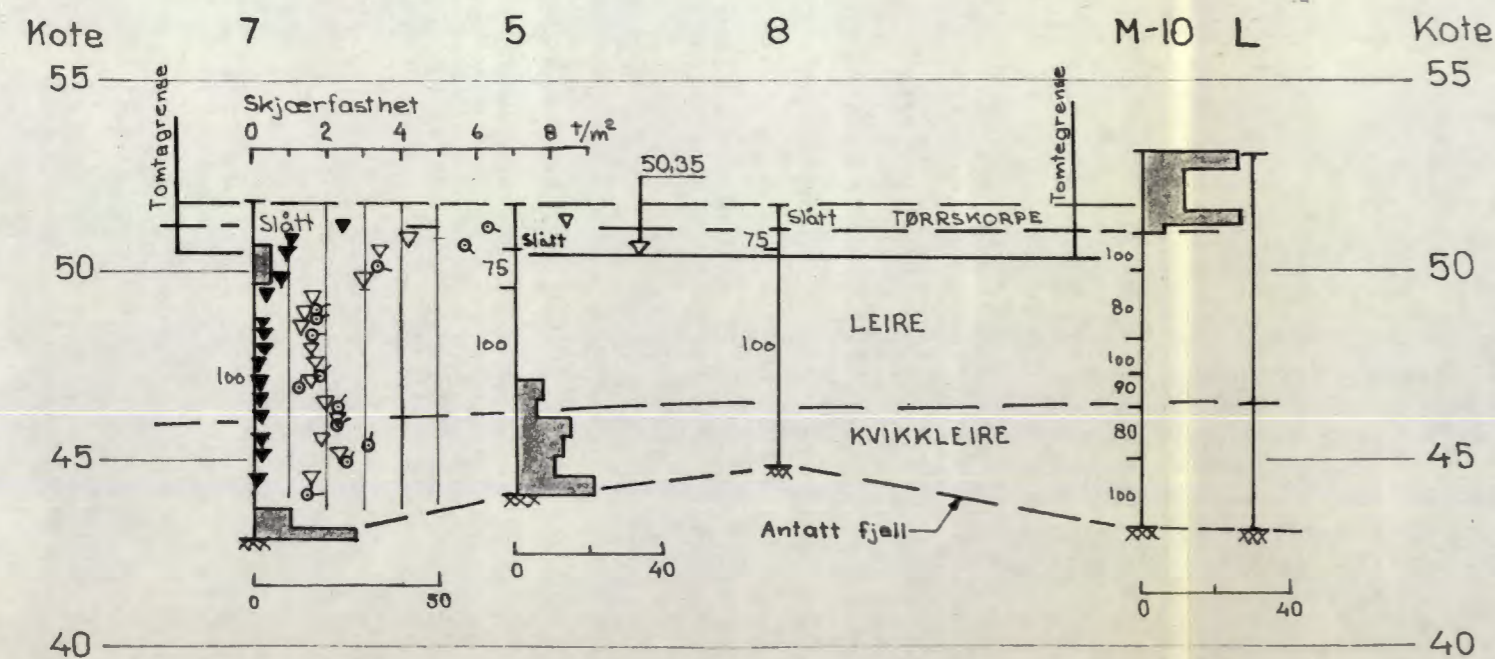 Kote 7 5 8 M-10 L Kote
55 55
Tomtagrense
Skjærfasthet
0 2 4 6 8 t/m²
50,35
Tomtegrense
Slått Slått Slått TØRRSKORPE
75 75 100
50 50
LEIRE
80
100 100 100 100
90
KVIKKLEIRE
80
45 45
100
Antatt fjell
0 50
0 40
0 40
40 40